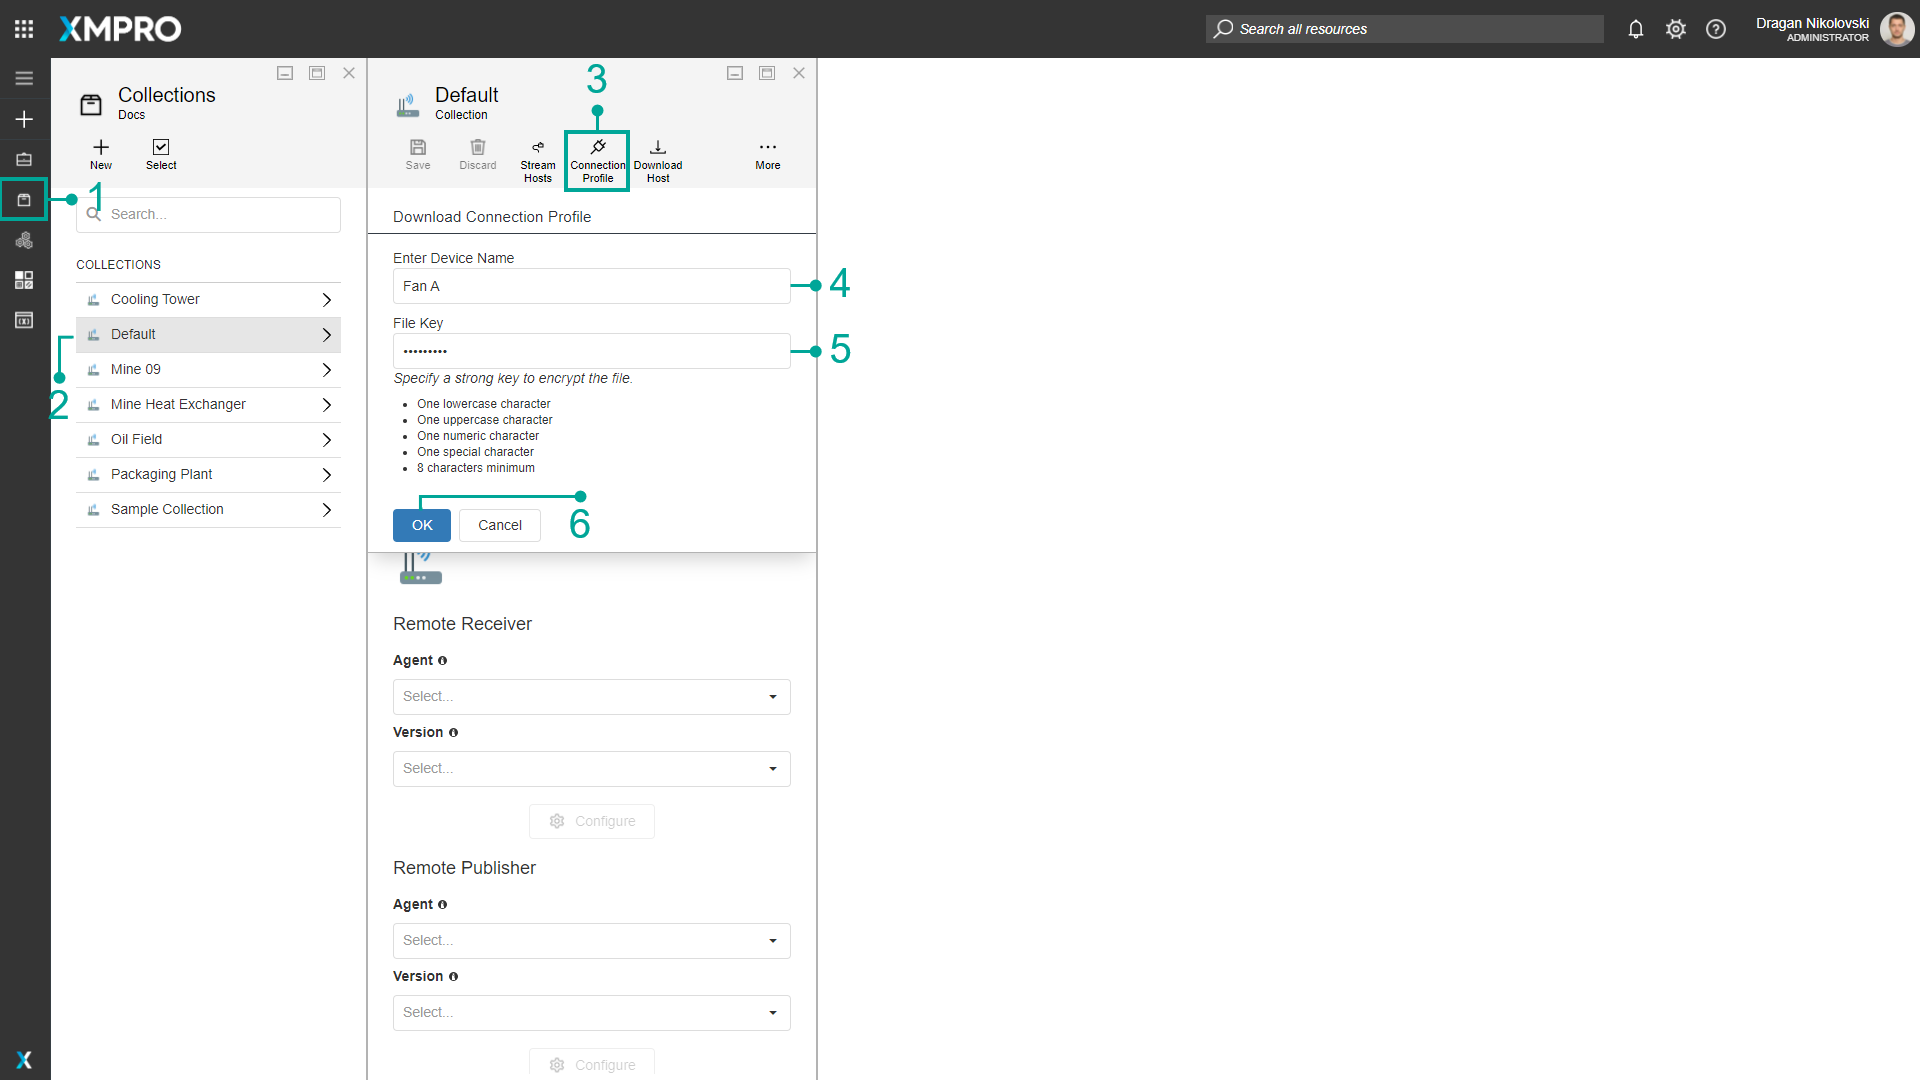 XMPRO
Search all resources
Dragan Nikolovski
ADMINISTRATOR
Collections
Docs
New
Select
1
Search...
COLLECTIONS
Cooling Tower
Default
Mine 09
Mine Heat Exchanger
Oil Field
Packaging Plant
Sample Collection
2
Default
Collection
3
Save
Discard
Stream Hosts
Connection Profile
Download Host
More
Download Connection Profile
Enter Device Name
Fan A
4
File Key
•••••••••
5
Specify a strong key to encrypt the file.
• One lowercase character
• One uppercase character
• One numeric character
• One special character
• 8 characters minimum
OK
Cancel
6
Remote Receiver
Agent
Select...
Version
Select...
Configure
Remote Publisher
Agent
Select...
Version
Select...
Configure
X